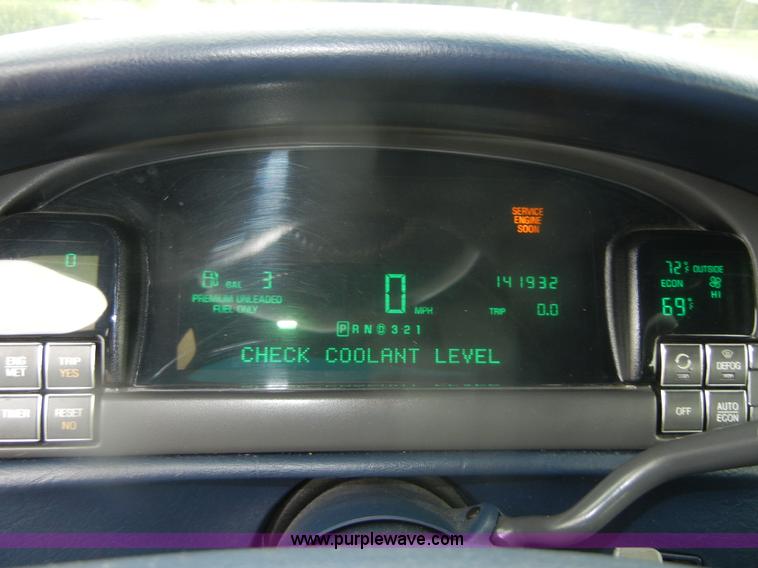 SERVICE
ENGINE
SOON
0
GAL 3
PREMIUM UNLEADED
FUEL ONLY
0 MPH
141932
TRIP 0.0
72°F OUTSIDE
ECON
HI
69°F
P R N D 3 2 1
CHECK COOLANT LEVEL
ENG
MET
TRIP
YES
TIMER
RESET
NO
DEFOG
OFF
AUTO
ECON
www.purplewave.com